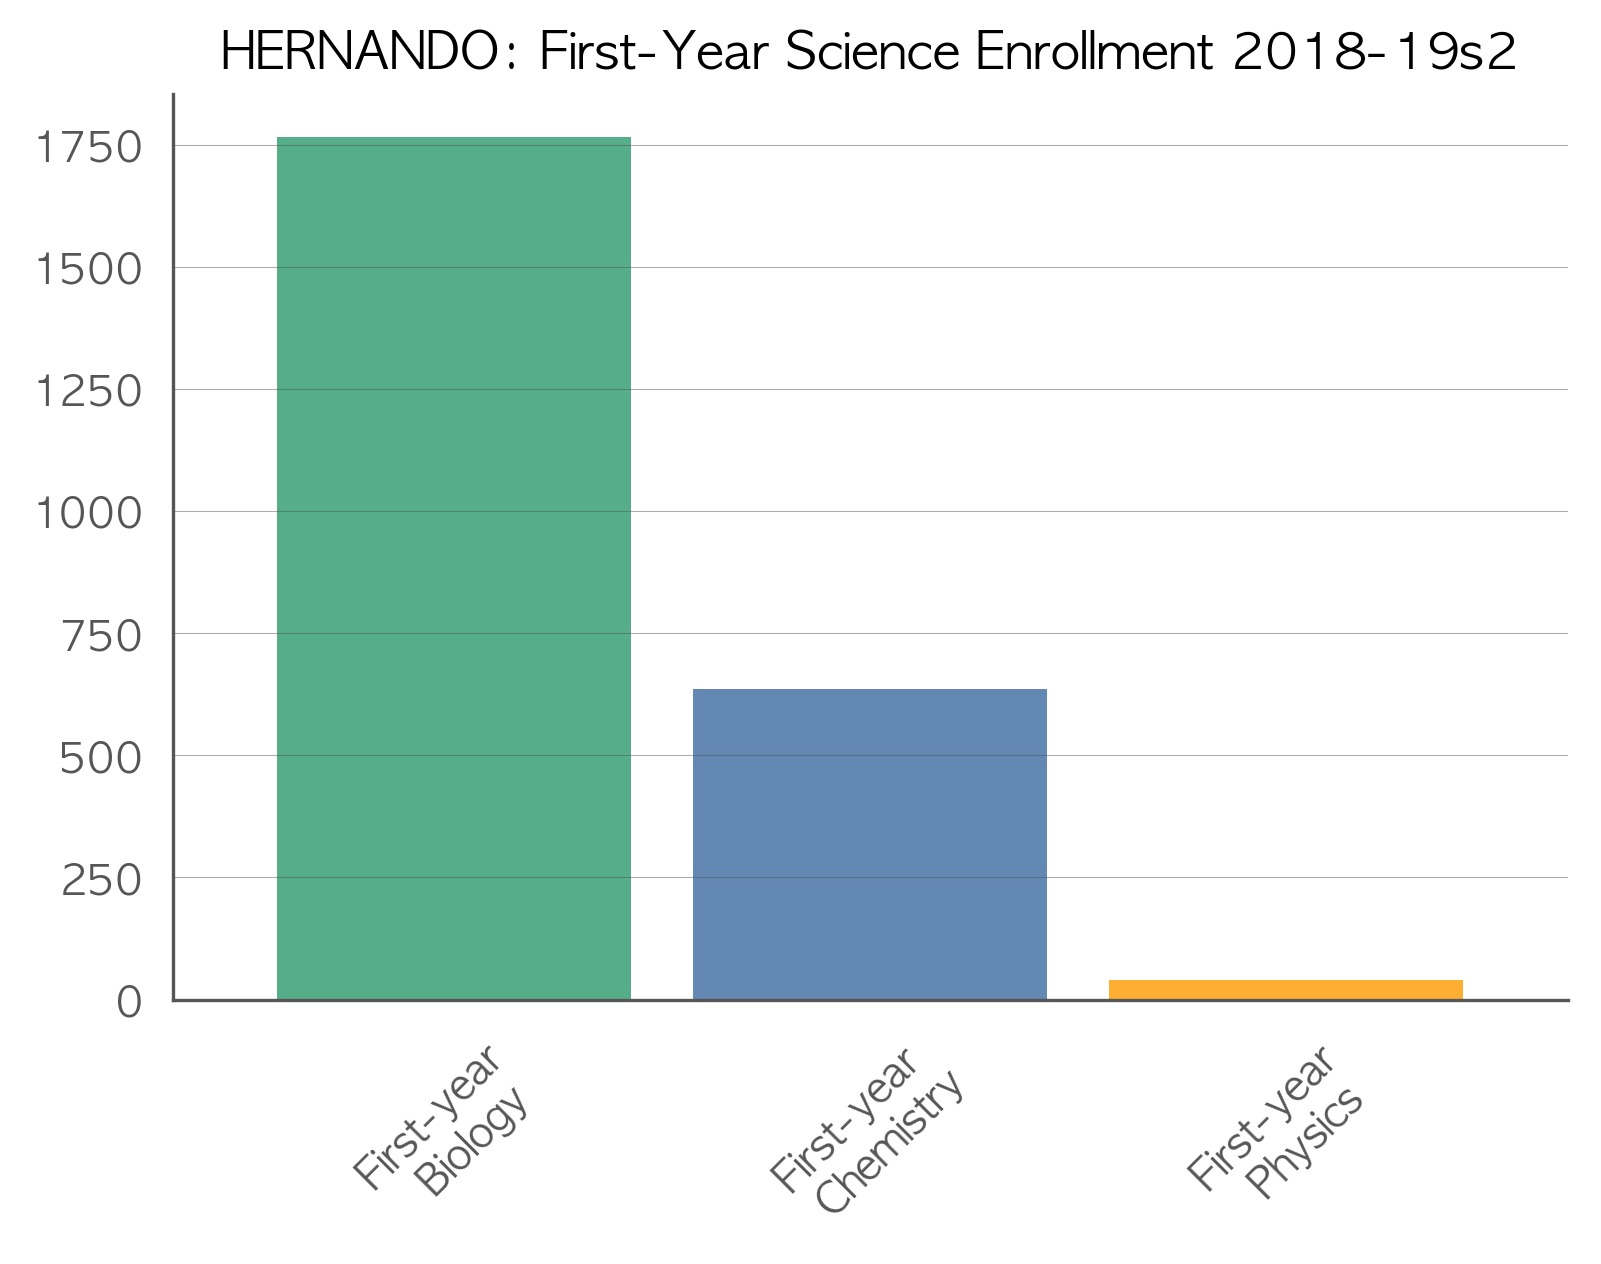 HERNANDO: First-Year Science Enrollment 2018-19s2
1750
1500
1250
1000
750
500
250
0
First-year
Biology
First-year
Chemistry
First-year
Physics